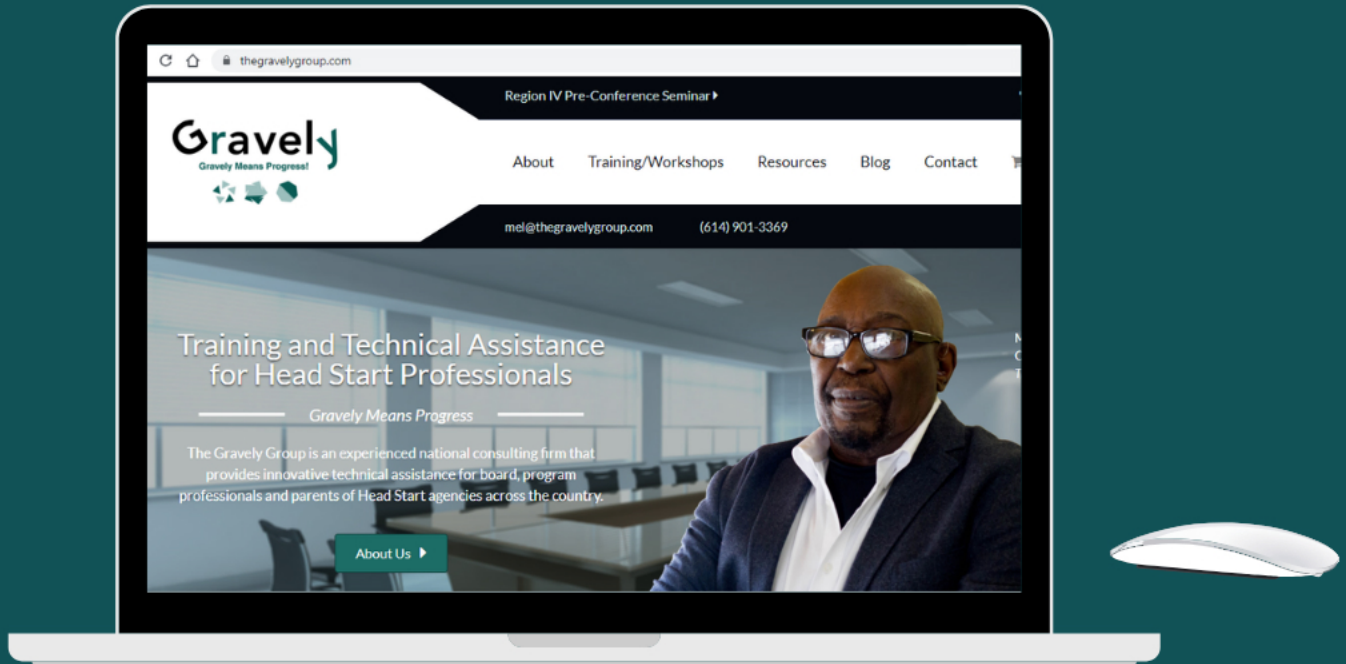 thegravelygroup.com
Region IV Pre-Conference Seminar
Gravely
Gravely Means Progress!
About Training/Workshops Resources Blog Contact
mel@thegravelygroup.com (614) 901-3369
Training and Technical Assistance
for Head Start Professionals
Gravely Means Progress
The Gravely Group is an experienced national consulting firm that
provides innovative technical assistance for board, program
professionals and parents of Head Start agencies across the country.
About Us